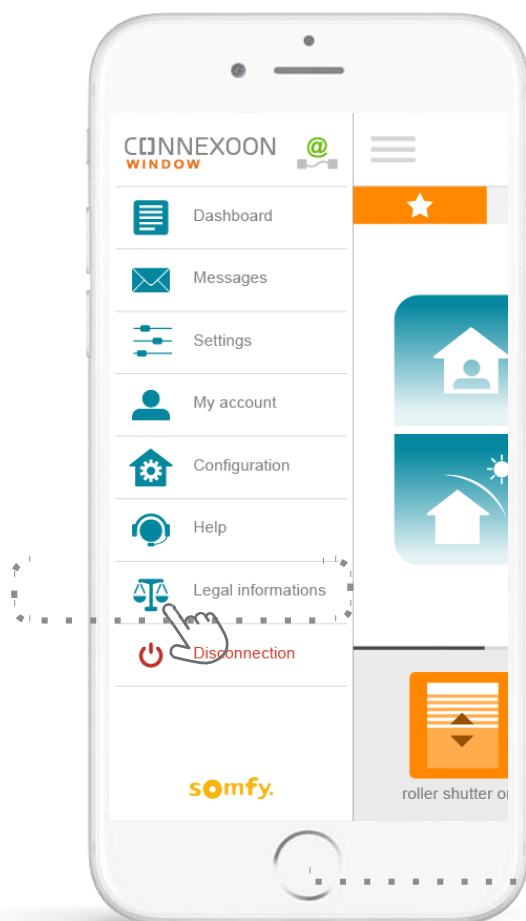 CONNEXOON @
WINDOW
Dashboard
Messages
Settings
My account
Configuration
Help
Legal informations
Disconnection
somfy.
roller shutter o